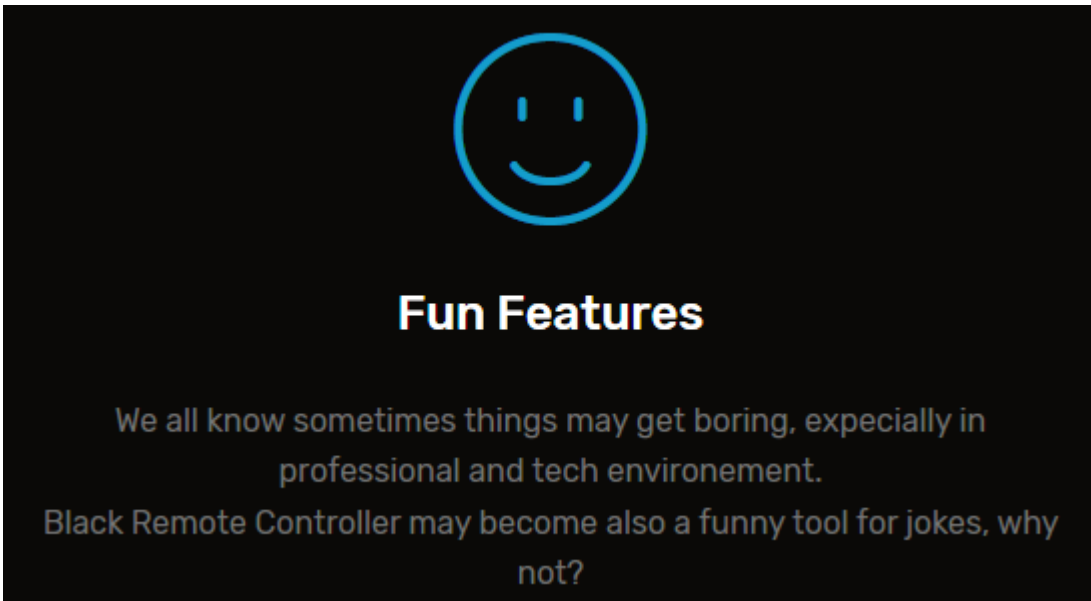 Fun Features
We all know sometimes things may get boring, expecially in
professional and tech environement.
Black Remote Controller may become also a funny tool for jokes, why
not?